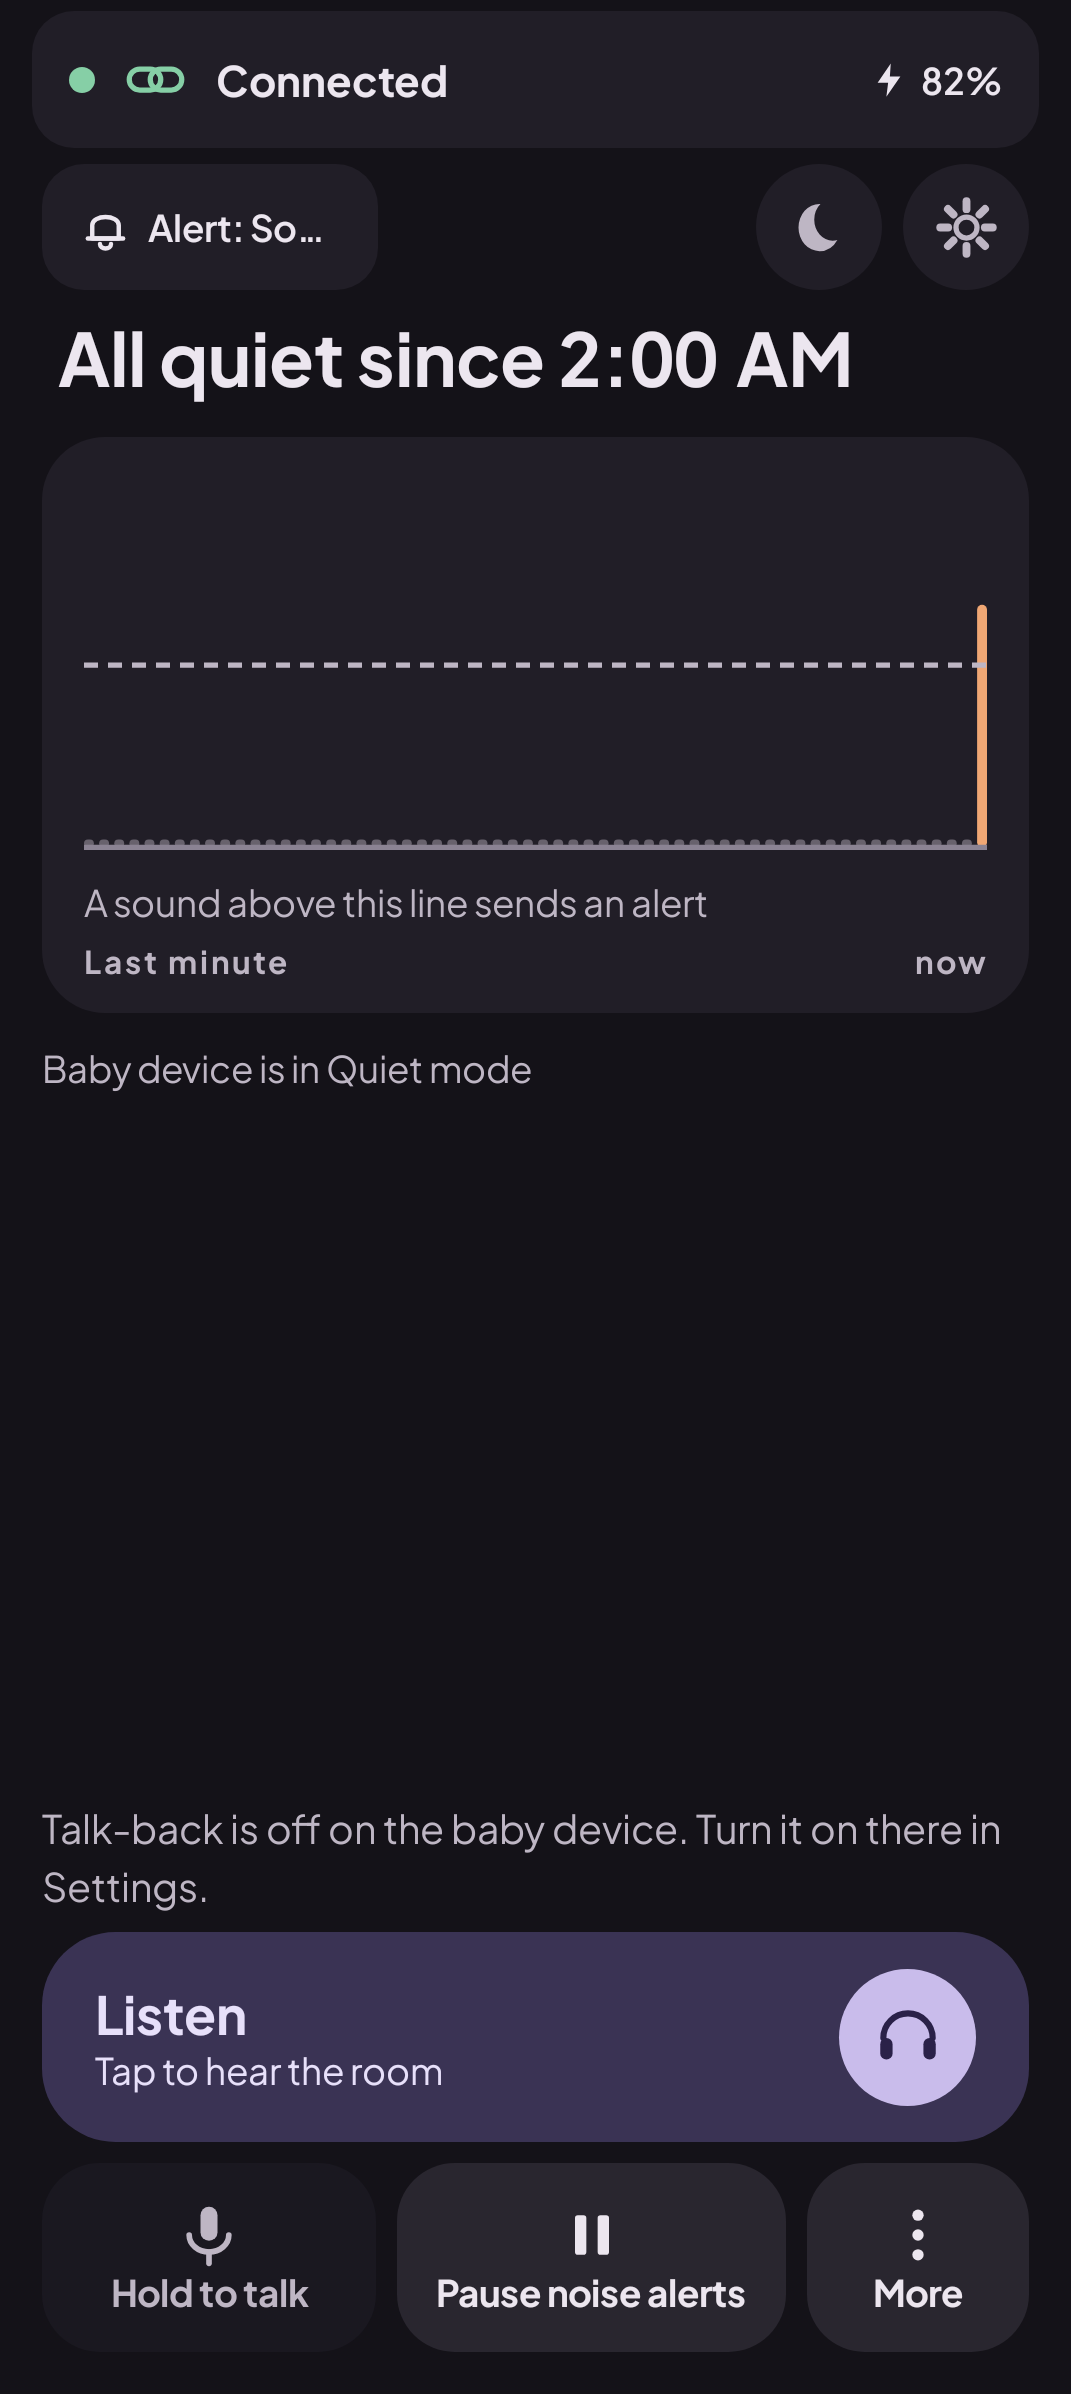 Connected
82%
Alert: So...
All quiet since 2:00 AM
A sound above this line sends an alert
Last minute
now
Baby device is in Quiet mode
Talk-back is off on the baby device. Turn it on there in
Settings.
Listen
Tap to hear the room
Hold to talk
Pause noise alerts
More